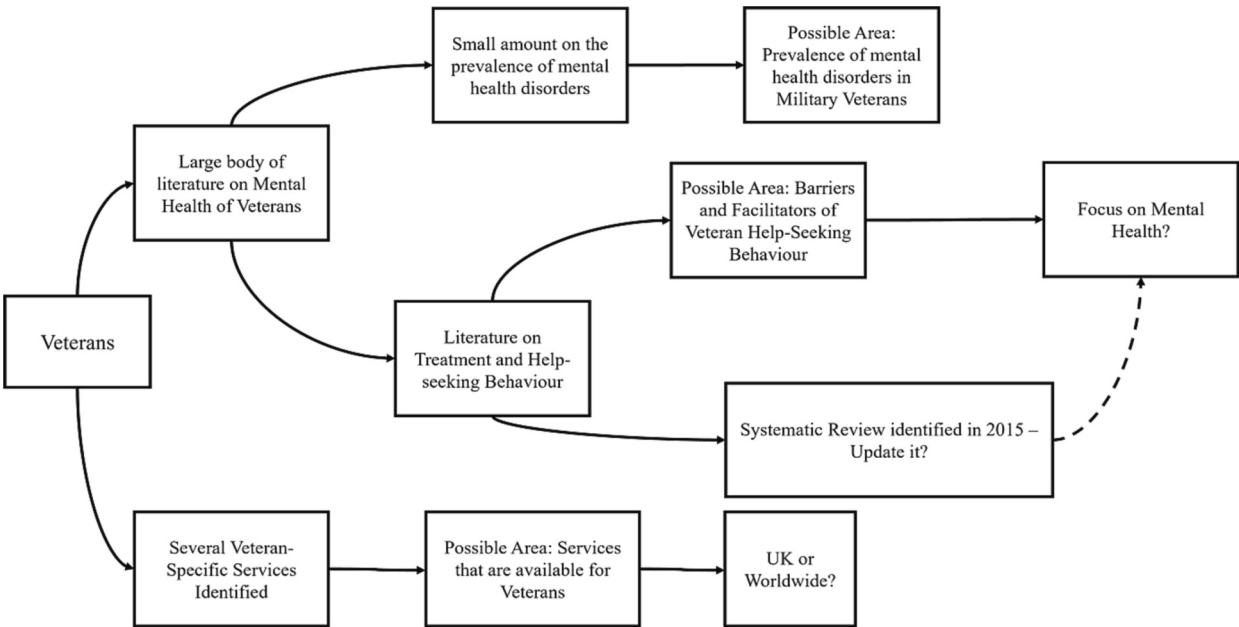 Small amount on the
prevalence of mental
health disorders
Possible Area:
Prevalence of mental
health disorders in
Military Veterans
Large body of
literature on Mental
Health of Veterans
Possible Area: Barriers
and Facilitators of
Veteran Help-Seeking
Behaviour
Focus on Mental
Health?
Veterans
Literature on
Treatment and Help-
seeking Behaviour
Systematic Review identified in 2015 –
Update it?
Several Veteran-
Specific Services
Identified
Possible Area: Services
that are available for
Veterans
UK or
Worldwide?